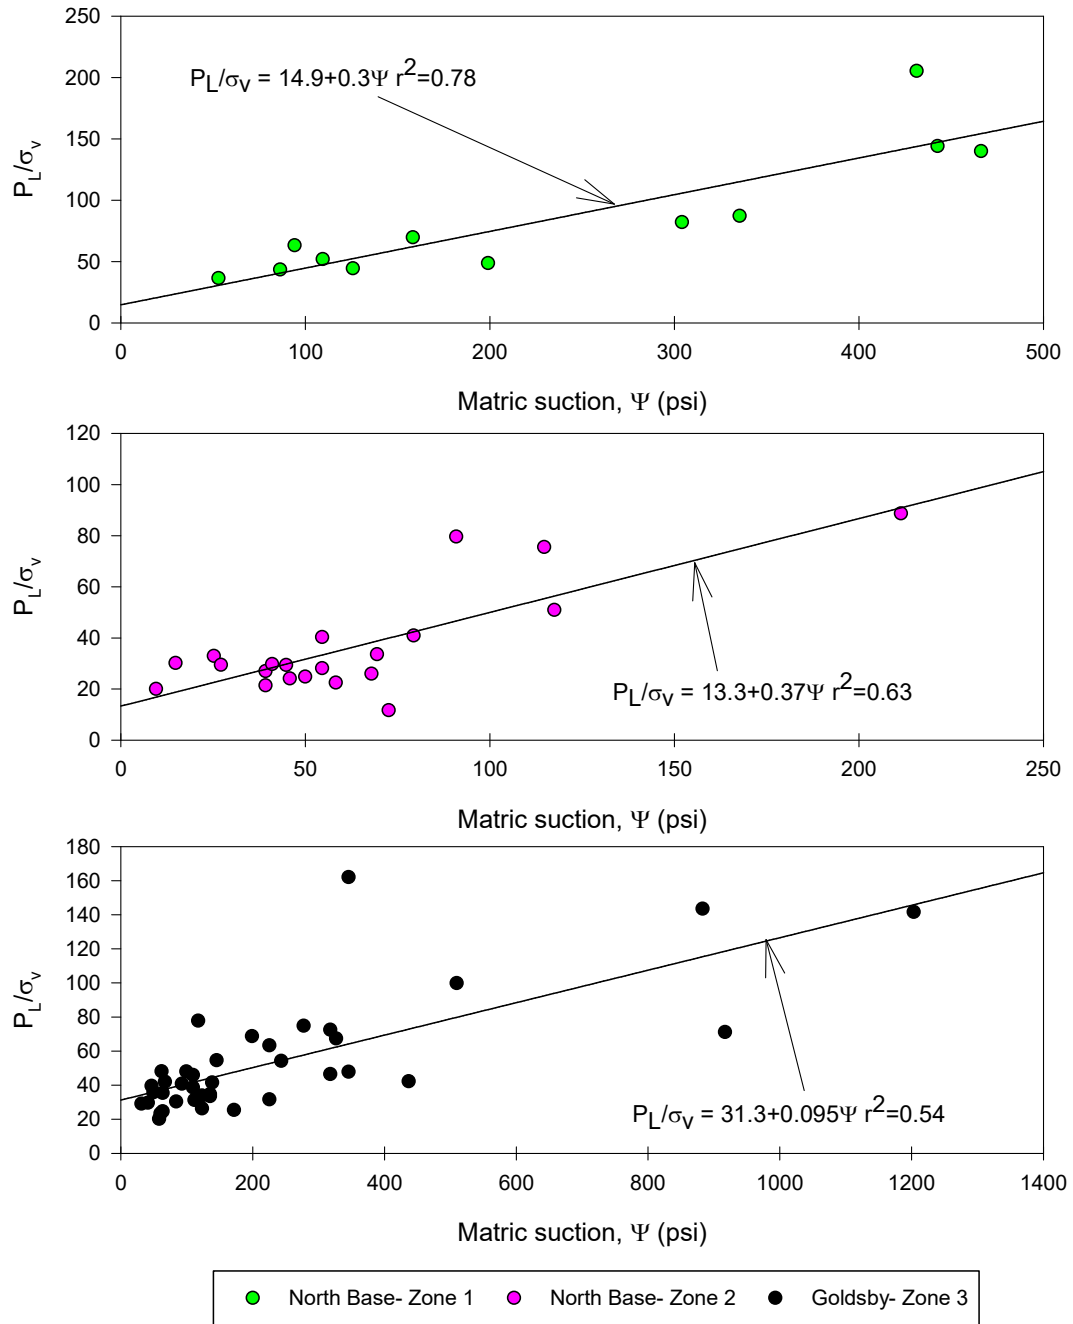 250
200
150
100
50
0
P_L/σ_v
P_L/σ_v = 14.9+0.3Ψ r^2=0.78
0 100 200 300 400 500
Matric suction, Ψ (psi)
120
100
80
60
40
20
0
P_L/σ_v
P_L/σ_v = 13.3+0.37Ψ r^2=0.63
0 50 100 150 200 250
Matric suction, Ψ (psi)
180
160
140
120
100
80
60
40
20
0
P_L/σ_v
P_L/σ_v = 31.3+0.095Ψ r^2=0.54
0 200 400 600 800 1000 1200 1400
Matric suction, Ψ (psi)
North Base- Zone 1 North Base- Zone 2 Goldsby- Zone 3